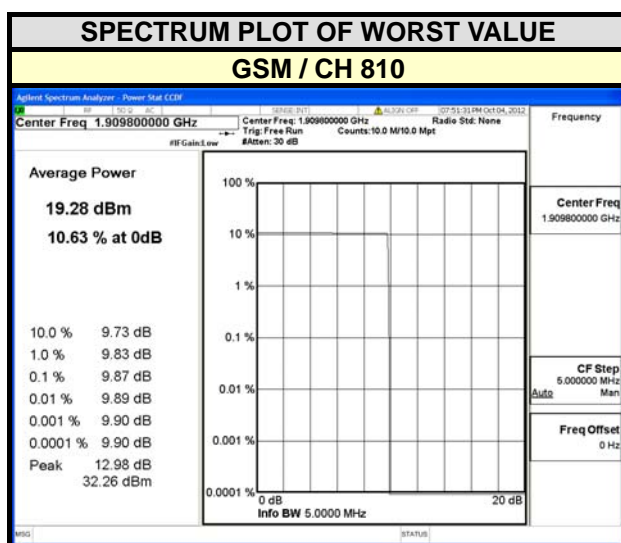 SPECTRUM PLOT OF WORST VALUE
GSM / CH 810
Agilent Spectrum Analyzer - Power Stat CCDF
RF 50 Ω AC SENSE:INT ALIGN OFF 07:51:31 PM Oct 04, 2012
Center Freq 1.909800000 GHz
Center Freq: 1.909800000 GHz Radio Std: None
Trig: Free Run Counts:10.0 M/10.0 Mpt
#IFGain:Low #Atten: 30 dB
Frequency
Average Power
19.28 dBm
10.63 % at 0dB
10.0 % 9.73 dB
1.0 % 9.83 dB
0.1 % 9.87 dB
0.01 % 9.89 dB
0.001 % 9.90 dB
0.0001 % 9.90 dB
Peak 12.98 dB
32.26 dBm
100 %
10 %
1 %
0.1 %
0.01 %
0.001 %
0.0001 %
0 dB 20 dB
Info BW 5.0000 MHz
Center Freq
1.909800000 GHz
CF Step
5.000000 MHz
Auto Man
Freq Offset
0 Hz
MSG STATUS